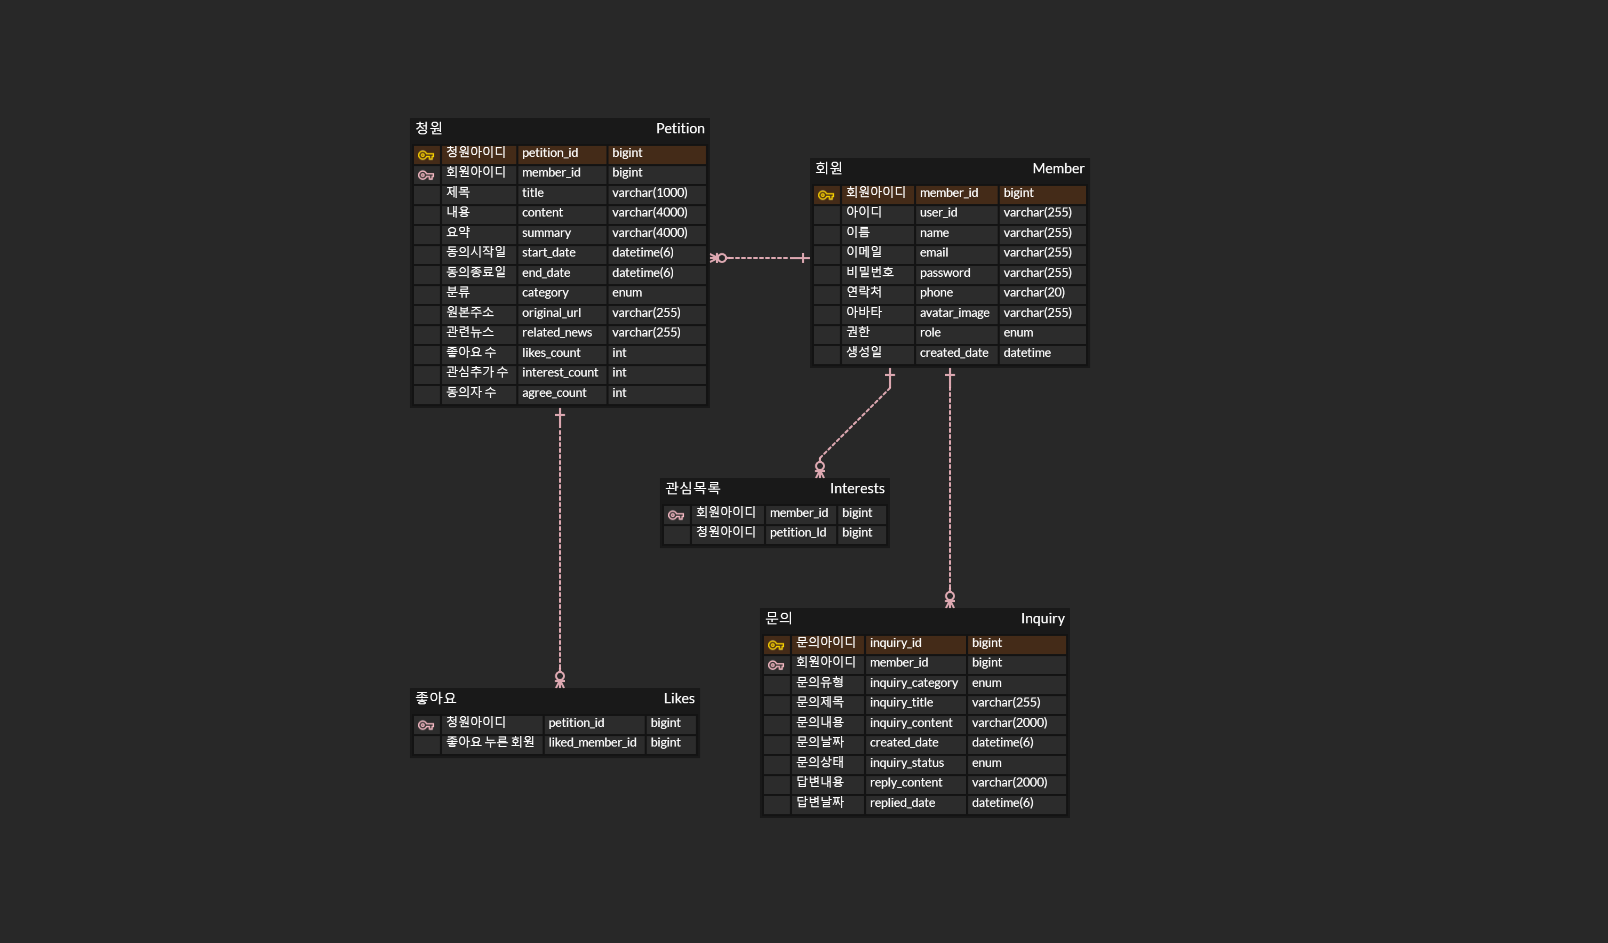 청원 Petition
청원아이디 petition_id bigint
회원아이디 member_id bigint
제목 title varchar(1000)
내용 content varchar(4000)
요약 summary varchar(4000)
동의시작일 start_date datetime(6)
동의종료일 end_date datetime(6)
분류 category enum
원본주소 original_url varchar(255)
관련뉴스 related_news varchar(255)
좋아요 수 likes_count int
관심추가 수 interest_count int
동의자 수 agree_count int
회원 Member
회원아이디 member_id bigint
아이디 user_id varchar(255)
이름 name varchar(255)
이메일 email varchar(255)
비밀번호 password varchar(255)
연락처 phone varchar(20)
아바타 avatar_image varchar(255)
권한 role enum
생성일 created_date datetime
관심목록 Interests
회원아이디 member_id bigint
청원아이디 petition_Id bigint
문의 Inquiry
문의아이디 inquiry_id bigint
회원아이디 member_id bigint
문의유형 inquiry_category enum
문의제목 inquiry_title varchar(255)
문의내용 inquiry_content varchar(2000)
문의날짜 created_date datetime(6)
문의상태 inquiry_status enum
답변내용 reply_content varchar(2000)
답변날짜 replied_date datetime(6)
좋아요 Likes
청원아이디 petition_id bigint
좋아요 누른 회원 liked_member_id bigint